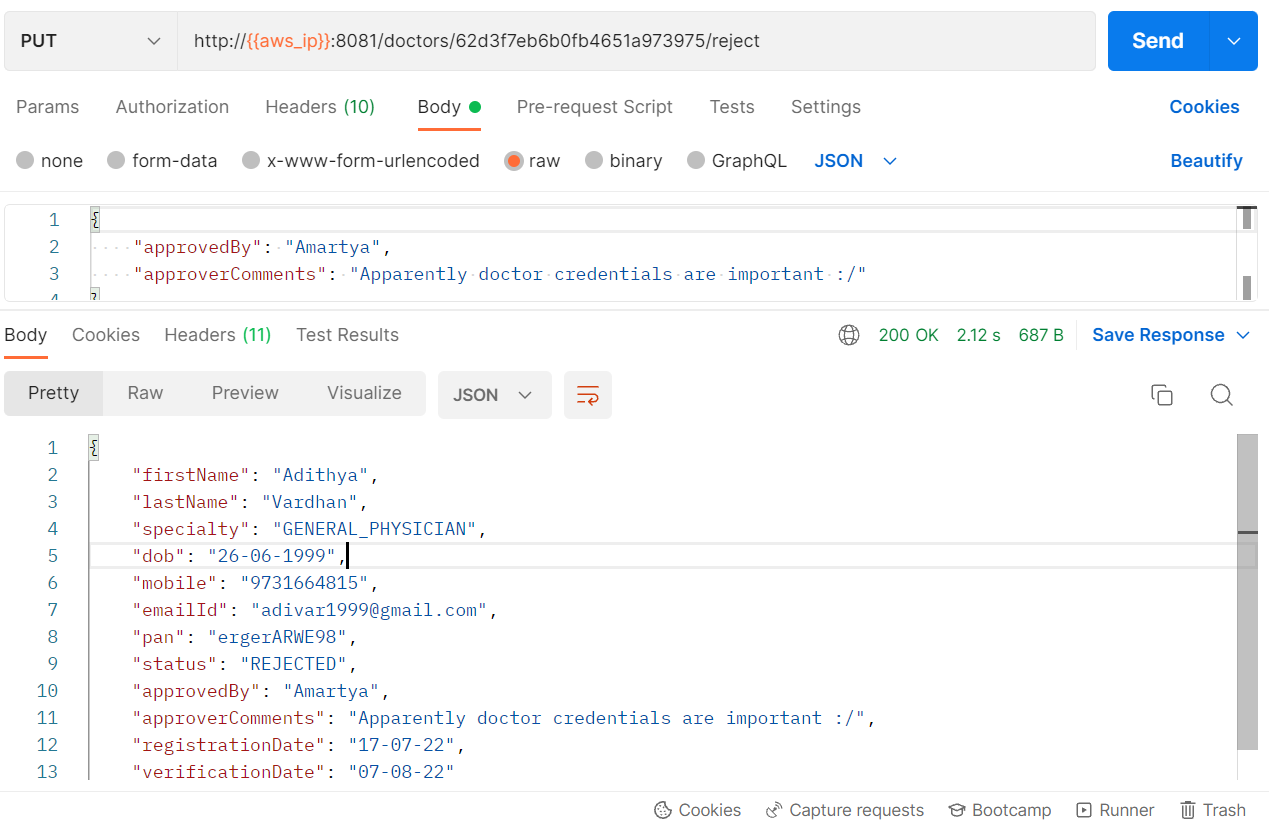 PUT http://{{aws_ip}}:8081/doctors/62d3f7eb6b0fb4651a973975/reject Send
Params Authorization Headers (10) Body Pre-request Script Tests Settings Cookies
none form-data x-www-form-urlencoded raw binary GraphQL JSON Beautify
1 {
2 ····"approvedBy":·"Amartya",
3 ····"approverComments":·"Apparently·doctor·credentials·are·important·:/"
4 }
Body Cookies Headers (11) Test Results 200 OK 2.12 s 687 B Save Response
Pretty Raw Preview Visualize JSON
1 {
2 "firstName": "Adithya",
3 "lastName": "Vardhan",
4 "specialty": "GENERAL_PHYSICIAN",
5 "dob": "26-06-1999",
6 "mobile": "9731664815",
7 "emailId": "adivar1999@gmail.com",
8 "pan": "ergerARWE98",
9 "status": "REJECTED",
10 "approvedBy": "Amartya",
11 "approverComments": "Apparently doctor credentials are important :/",
12 "registrationDate": "17-07-22",
13 "verificationDate": "07-08-22"
Cookies Capture requests Bootcamp Runner Trash